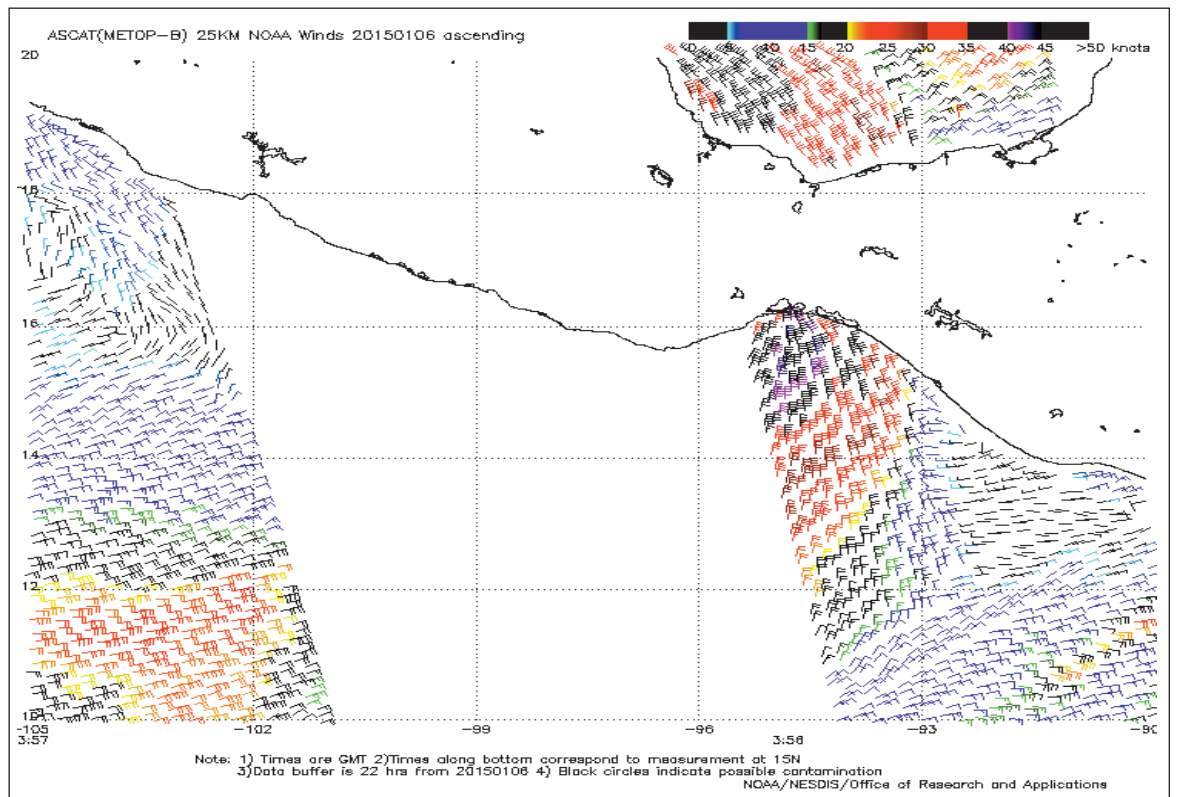 ASCAT(METOP-B) 25KM NOAA Winds 20150106 ascending
0 5 10 15 20 25 30 35 40 45 >50 knots
20
18
16
14
12
10
-105 -102 -99 -96 -93 -90
3:57 3:56
Note: 1) Times are GMT 2)Times along bottom correspond to measurement at 15N
3)Data buffer is 22 hrs from 20150106 4) Black circles indicate possible contamination
NOAA/NESDIS/Office of Research and Applications